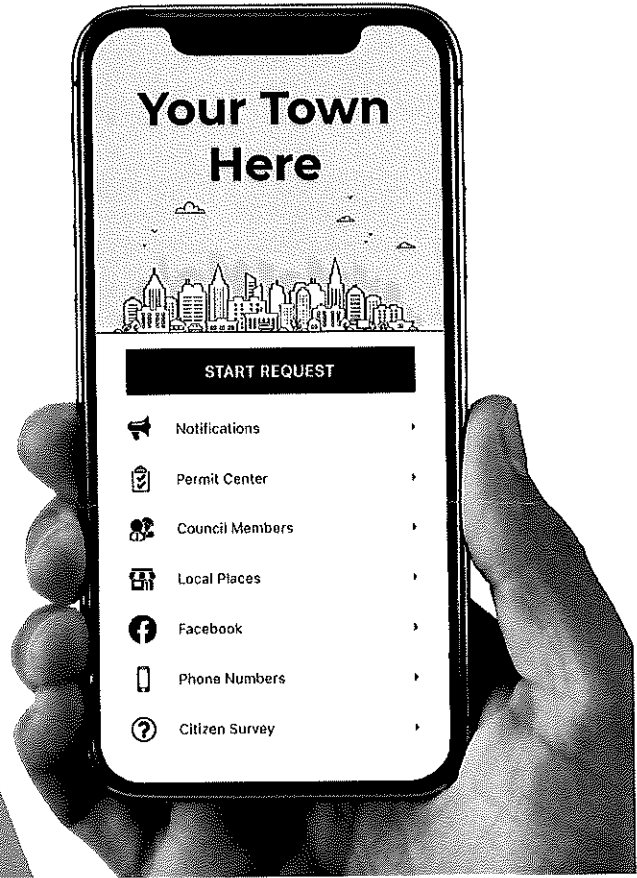 Your Town
Here
START REQUEST
Notifications
Permit Center
Council Members
Local Places
Facebook
Phone Numbers
Citizen Survey